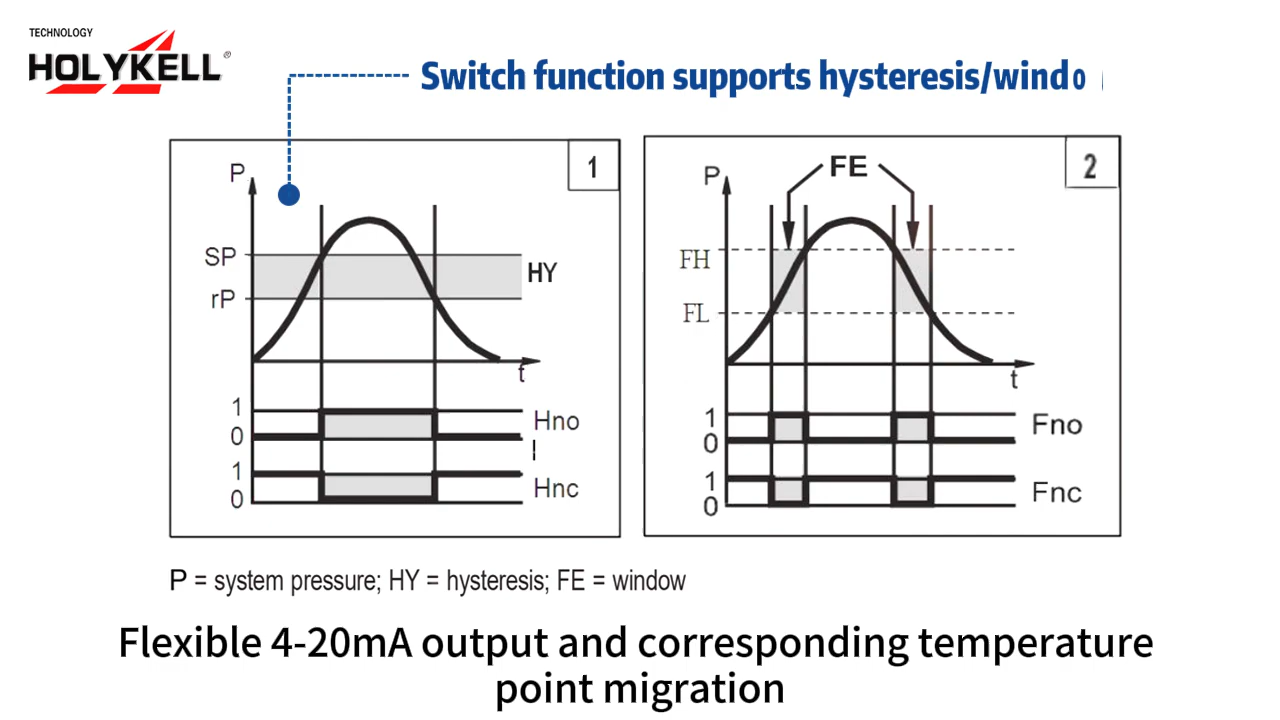 TECHNOLOGY
HOLYKELL®
Switch function supports hysteresis/windo
1
P
SP
rP
HY
t
1
0
Hno
1
0
Hnc
2
FE
P
FH
FL
t
1
0
Fno
1
0
Fnc
P = system pressure; HY = hysteresis; FE = window
Flexible 4-20mA output and corresponding temperature
point migration